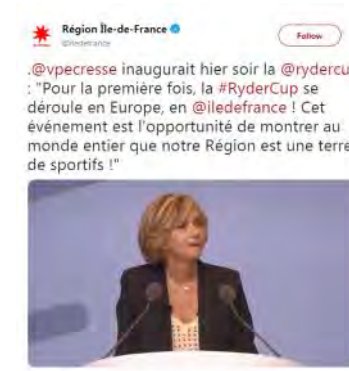 Région Île-de-France
@iledefrance
Follow
.@vpecresse inaugurait hier soir la @rydercu
: "Pour la première fois, la #RyderCup se
déroule en Europe, en @iledefrance ! Cet
événement est l'opportunité de montrer au
monde entier que notre Région est une terre
de sportifs !"